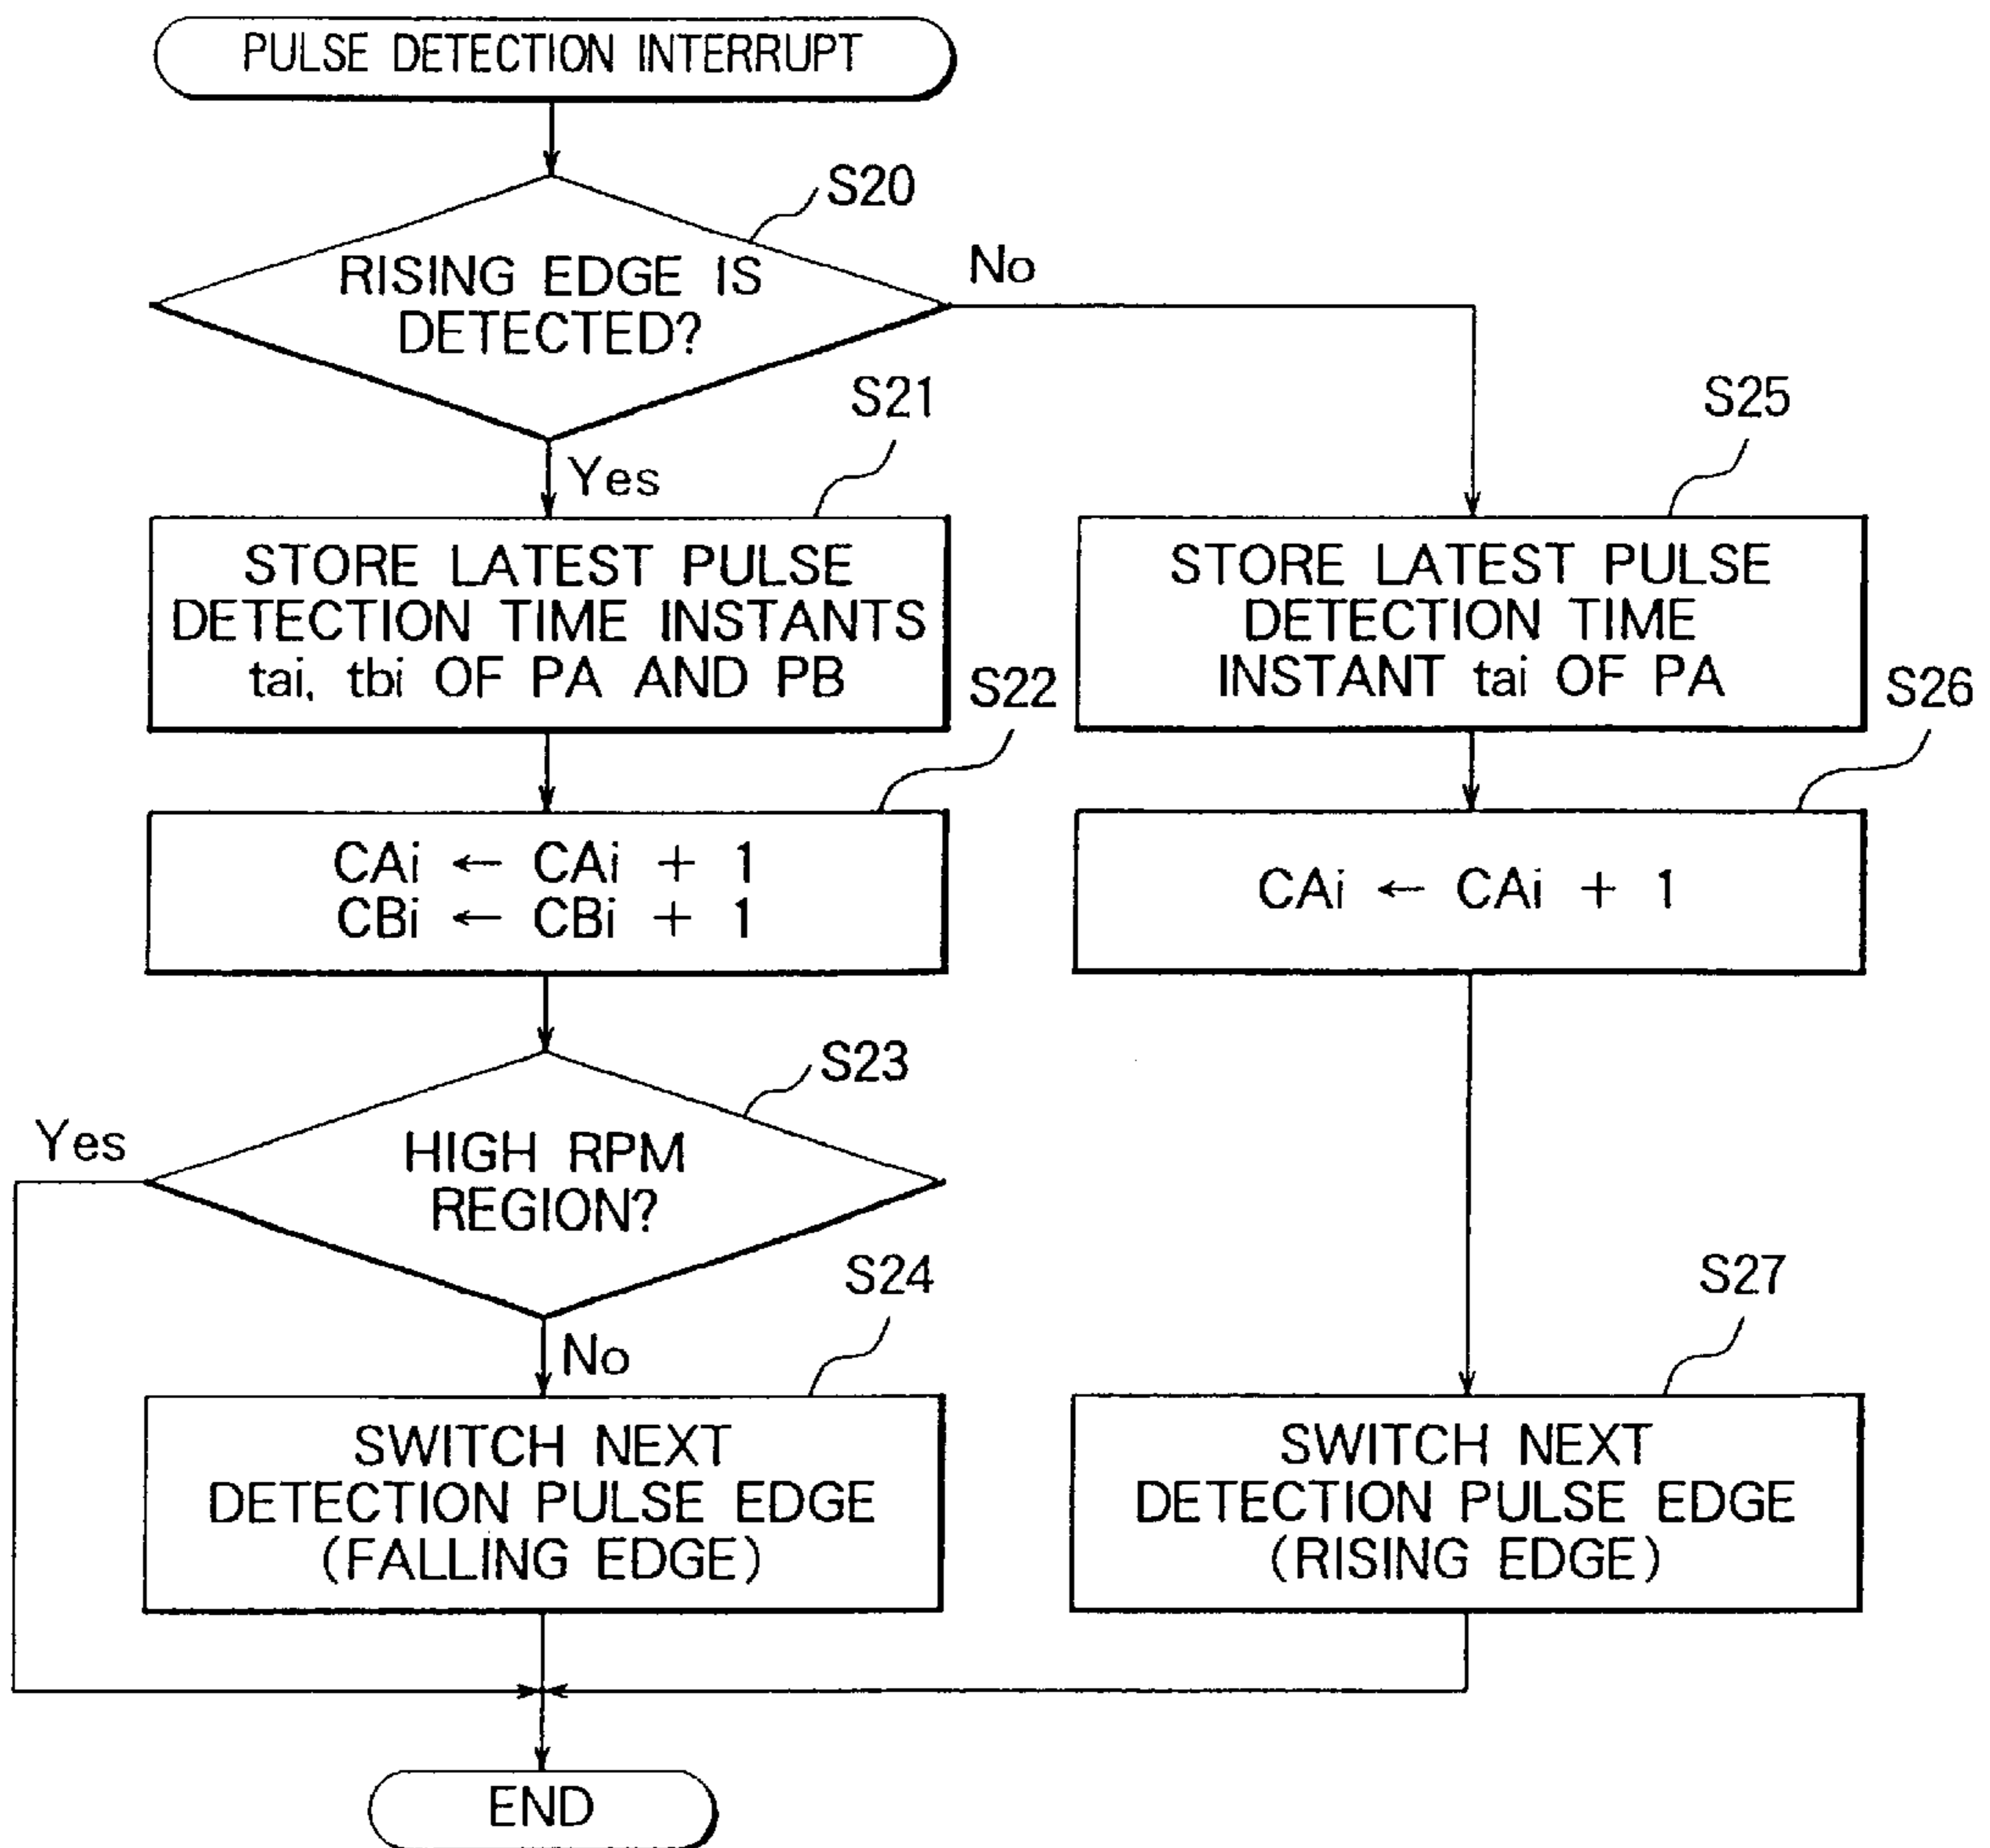 PULSE DETECTION INTERRUPT
S20
RISING EDGE IS
DETECTED?
No
Yes
S21
STORE LATEST PULSE
DETECTION TIME INSTANTS
tai, tbi OF PA AND PB
S25
STORE LATEST PULSE
DETECTION TIME
INSTANT tai OF PA
S22
CAi ← CAi + 1
CBi ← CBi + 1
S26
CAi ← CAi + 1
S23
HIGH RPM
REGION?
Yes
No
S24
SWITCH NEXT
DETECTION PULSE EDGE
(FALLING EDGE)
S27
SWITCH NEXT
DETECTION PULSE EDGE
(RISING EDGE)
END